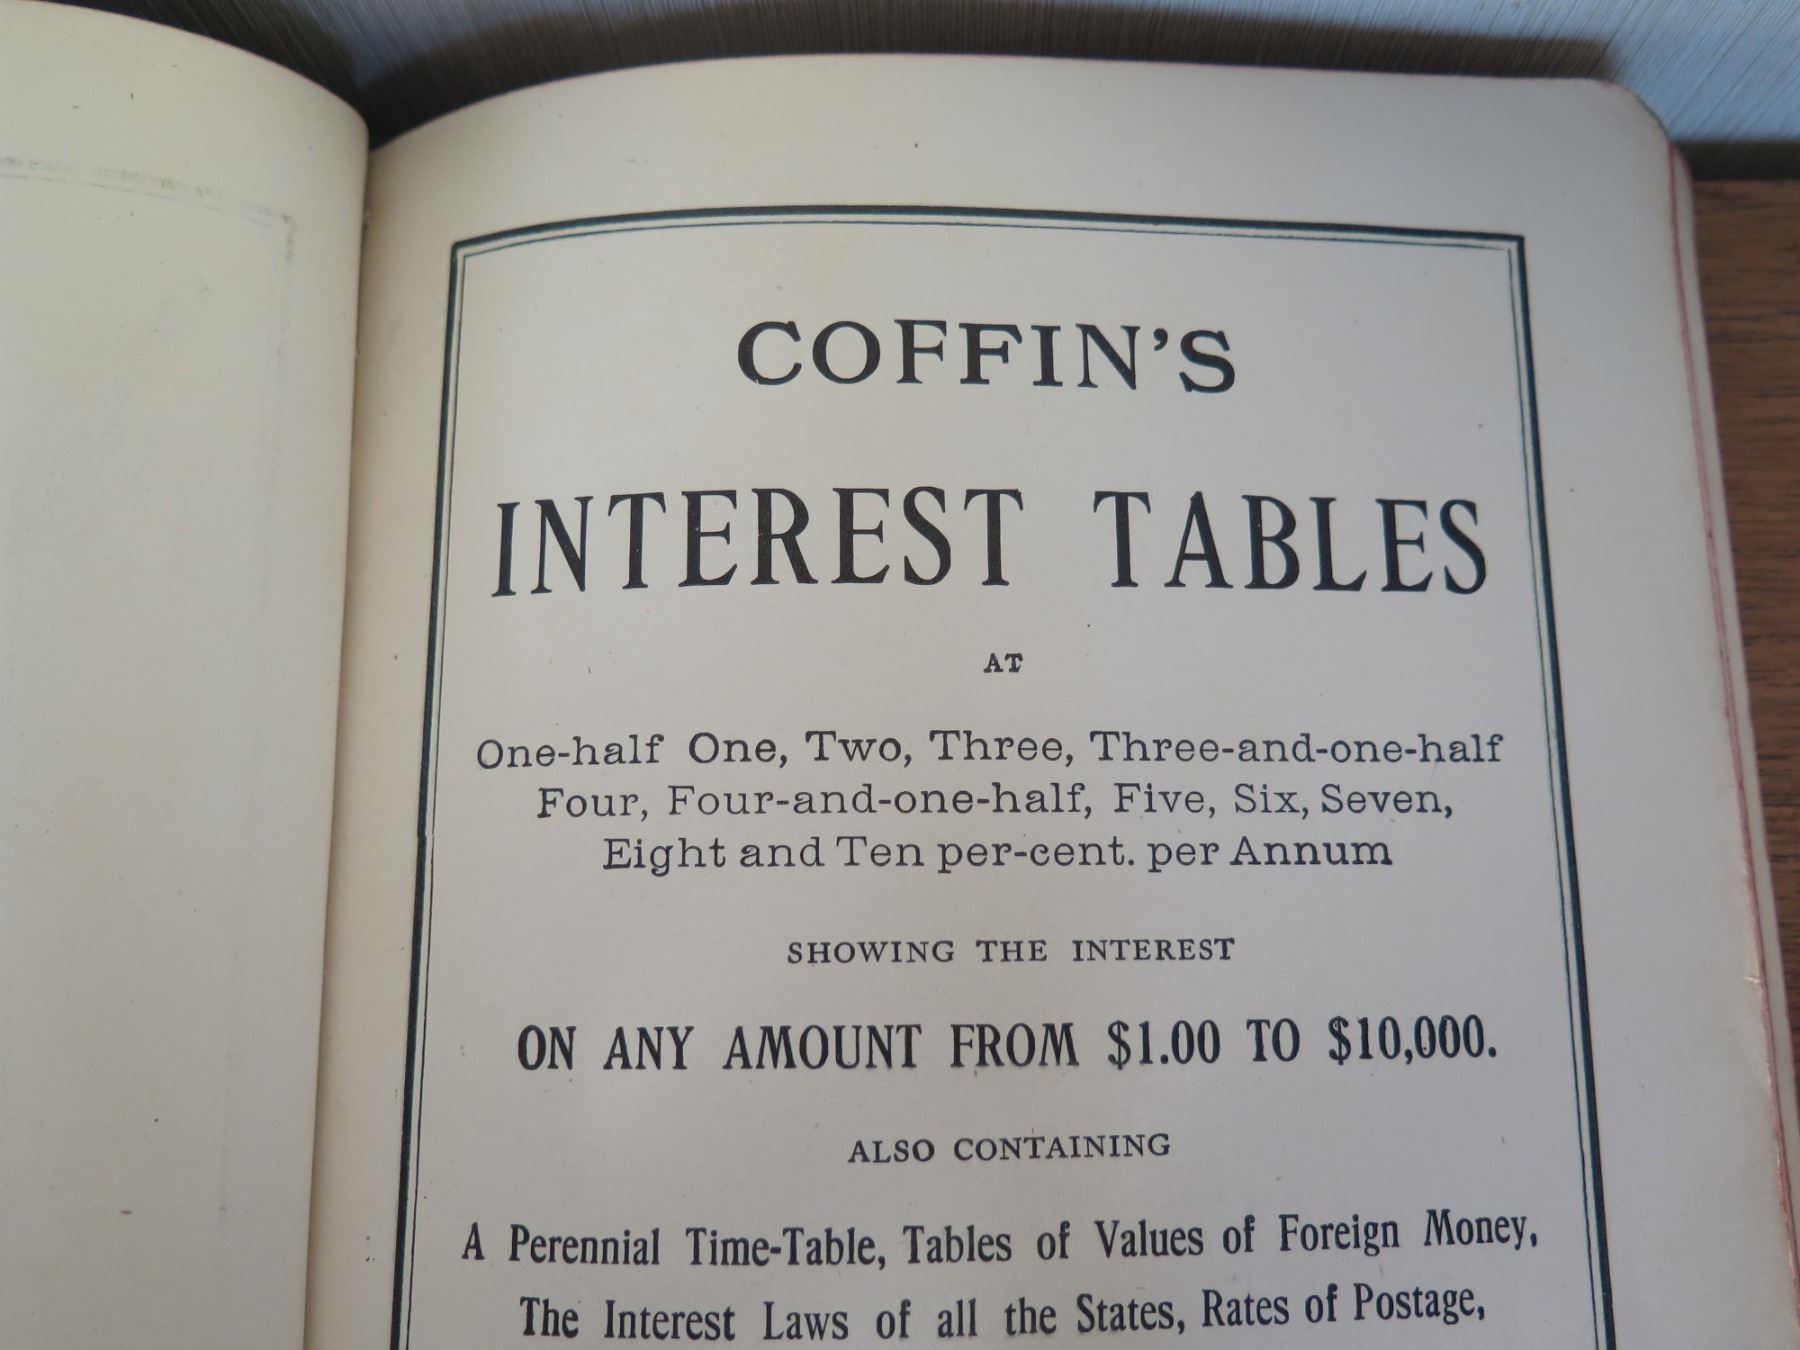 COFFIN'S
INTEREST TABLES
AT
One-half One, Two, Three, Three-and-one-half
Four, Four-and-one-half, Five, Six, Seven,
Eight and Ten per-cent. per Annum
SHOWING THE INTEREST
ON ANY AMOUNT FROM $1.00 TO $10,000.
ALSO CONTAINING
A Perennial Time-Table, Tables of Values of Foreign Money,
The Interest Laws of all the States, Rates of Postage,